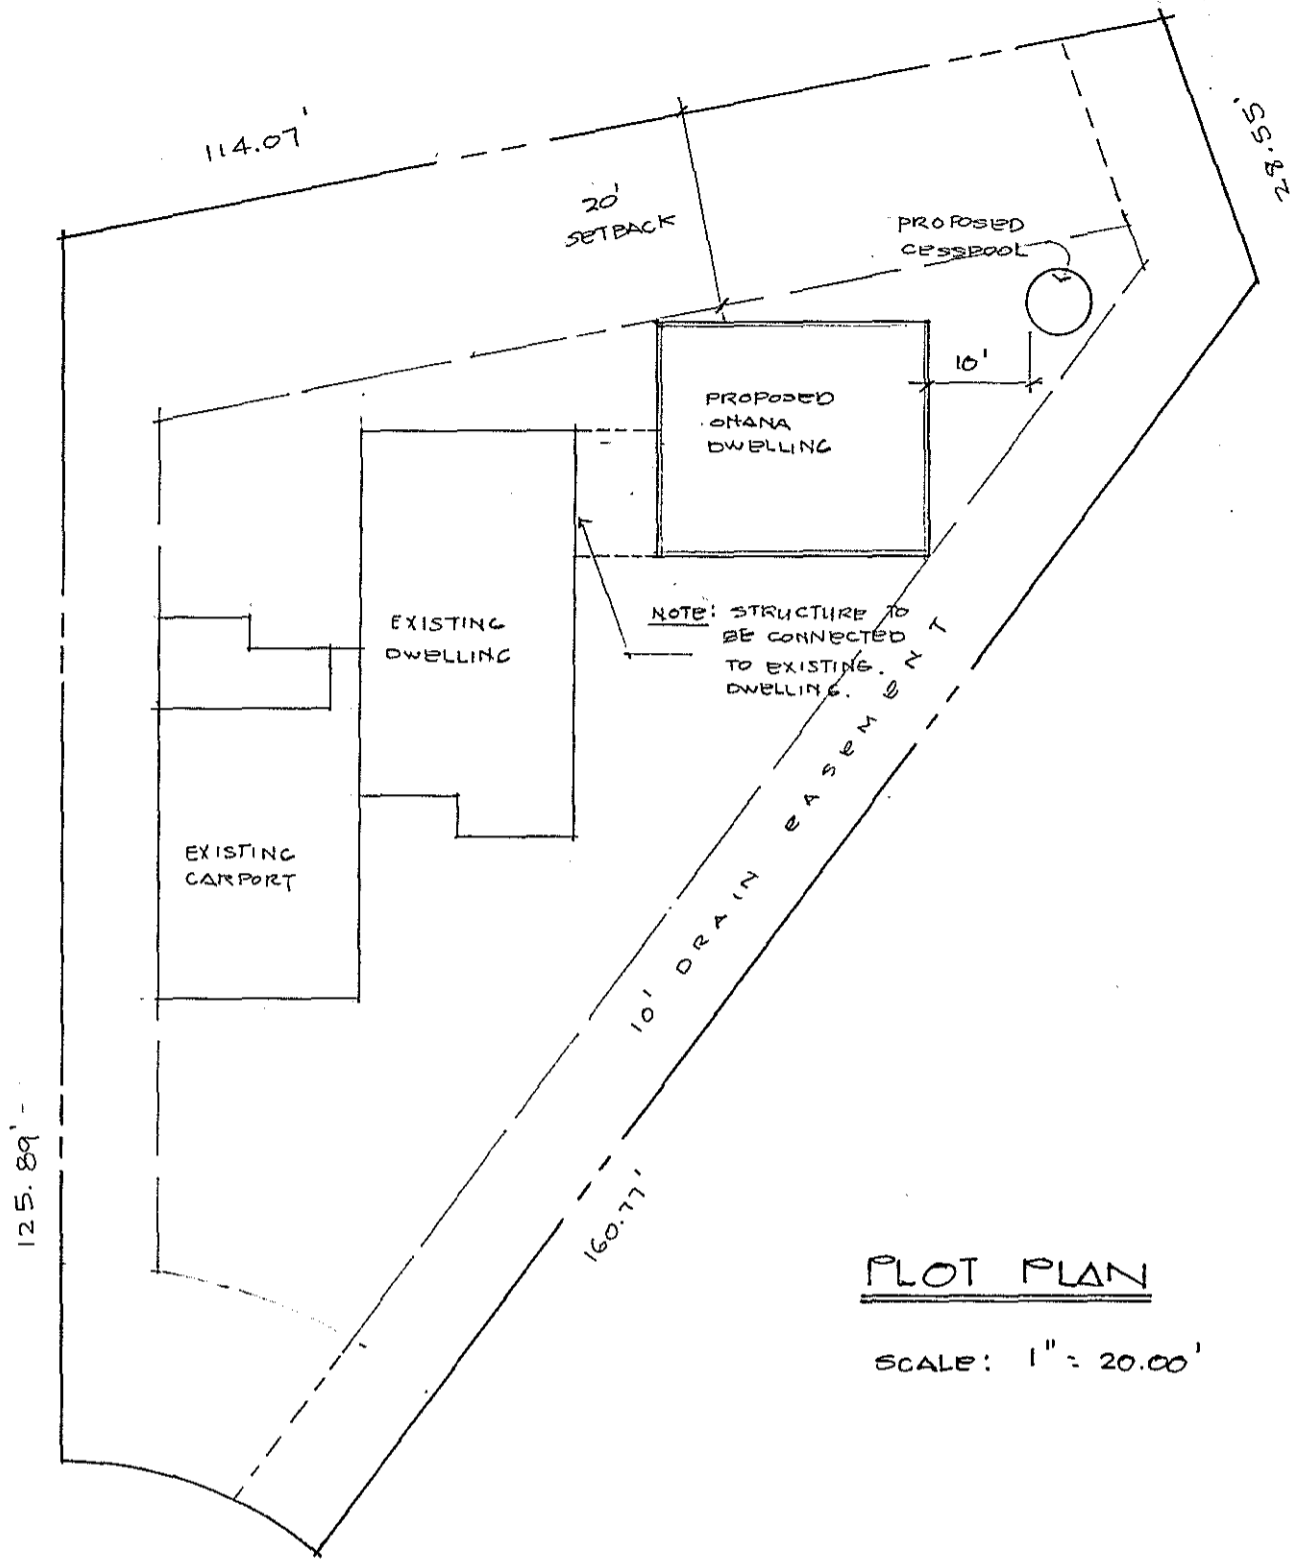 114.07'
28.55'
20'
SETBACK
PROPOSED
CESSPOOL
10'
PROPOSED
OHANA
DWELLING
NOTE: STRUCTURE TO
BE CONNECTED
TO EXISTING.
DWELLING.
EXISTING
DWELLING
EXISTING
CARPORT
10' DRAIN EASEMENT
125.89'
160.77'
PLOT PLAN
SCALE: 1" = 20.00'